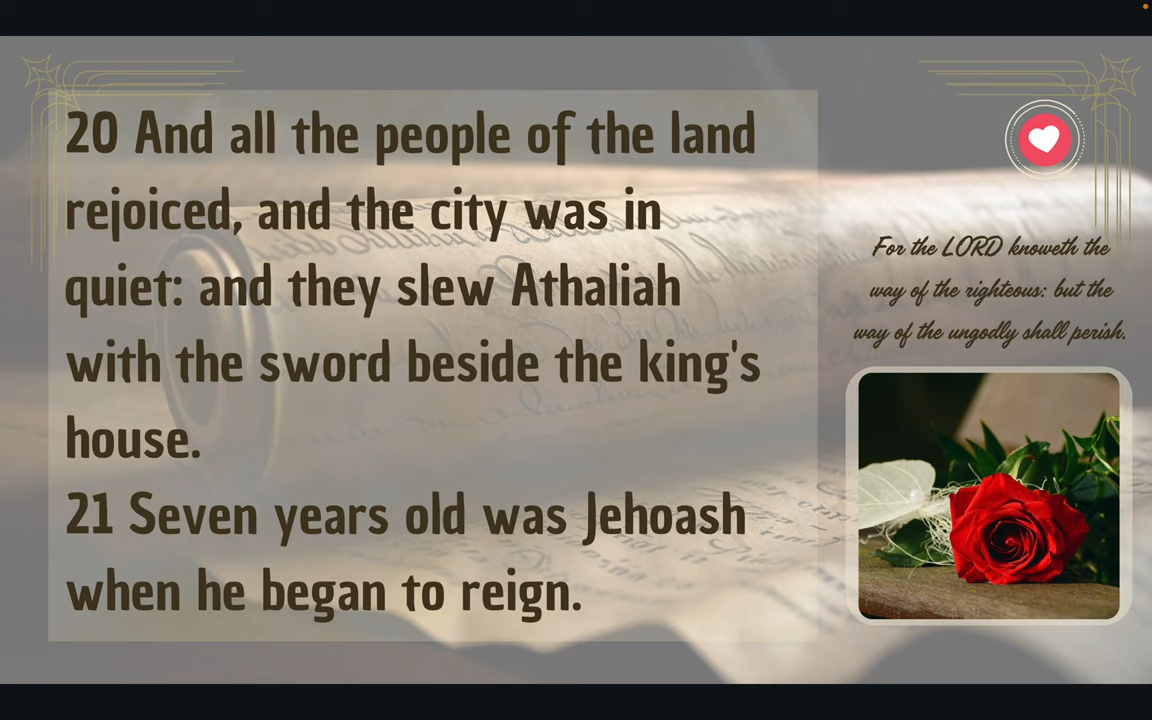 20 And all the people of the land
rejoiced, and the city was in
quiet: and they slew Athaliah
with the sword beside the king's
house.
21 Seven years old was Jehoash
when he began to reign.
For the LORD knoweth the
way of the righteous: but the
way of the ungodly shall perish.